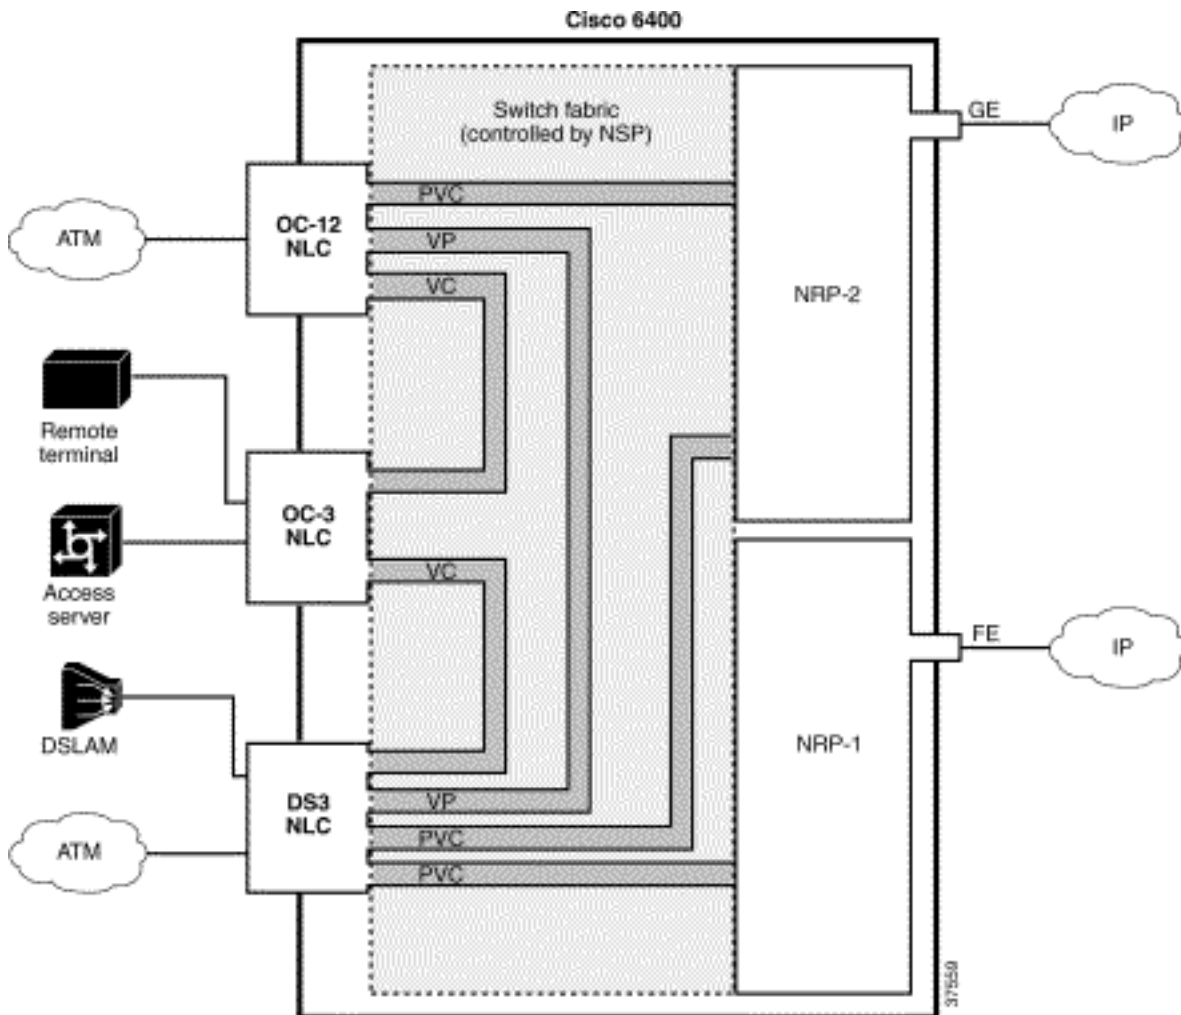 Cisco 6400
Switch fabric
(controlled by NSP)
GE
IP
PVC
OC-12
NLC
ATM
VP
VC
NRP-2
Remote
terminal
OC-3
NLC
VC
Access
server
FE
IP
DSLAM
NRP-1
DS3
NLC
VP
ATM
PVC
PVC
37559